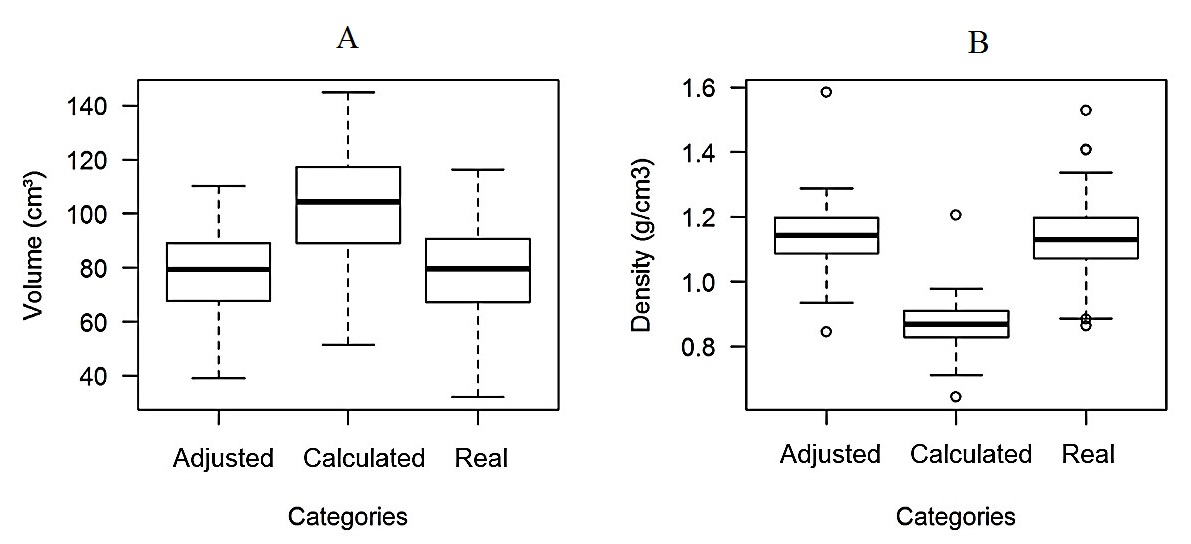 A
Volume (cm³)
140
120
100
80
60
40
Adjusted Calculated Real
Categories
B
Density (g/cm3)
1.6
1.4
1.2
1.0
0.8
Adjusted Calculated Real
Categories